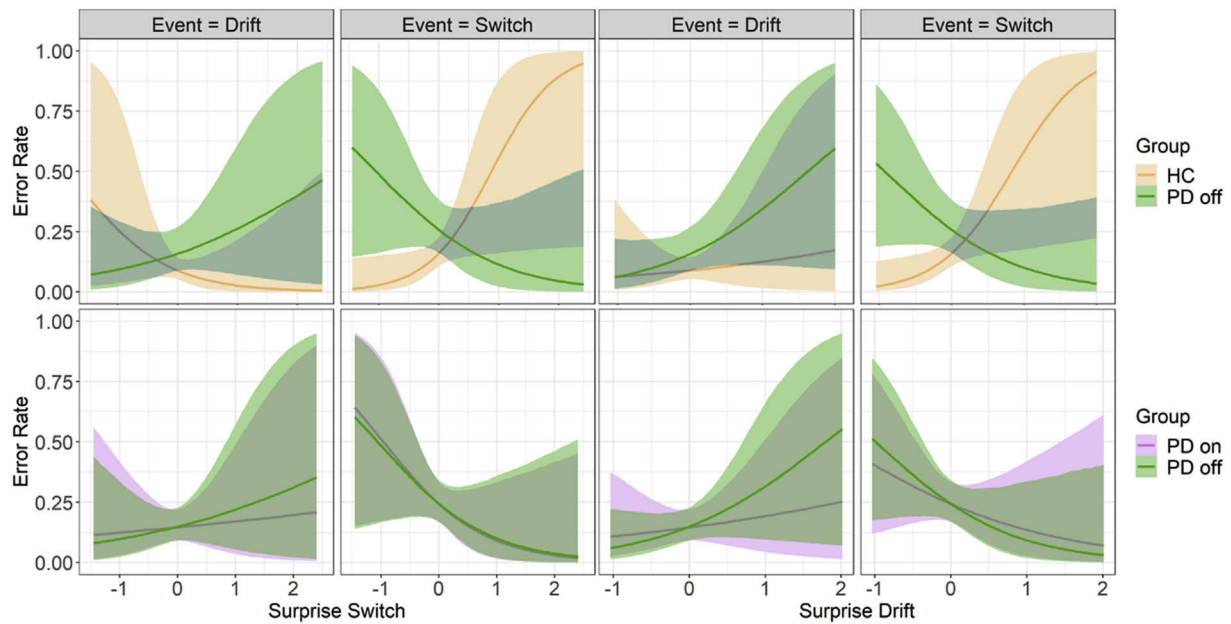 Event = Drift Event = Switch Event = Drift Event = Switch
Error Rate
1.00
0.75
0.50
0.25
0.00
Group
HC
PD off
Error Rate
1.00
0.75
0.50
0.25
0.00
Group
PD on
PD off
-1 0 1 2 -1 0 1 2 -1 0 1 2 -1 0 1 2
Surprise Switch Surprise Drift